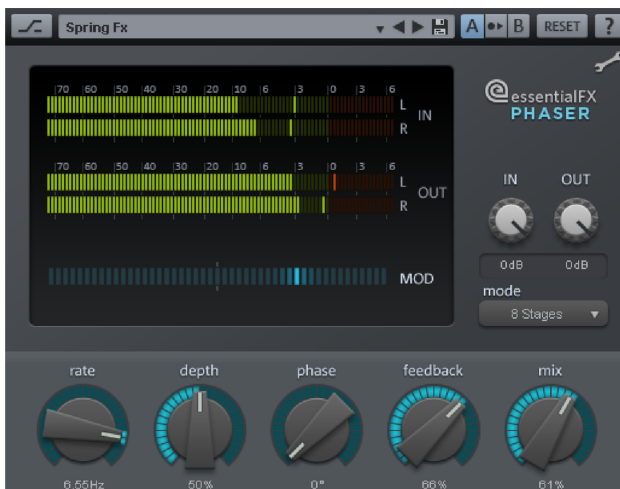 Spring Fx
A
B
RESET
?
70 60 50 40 30 20 10 6 3 0 3 6
L
IN
R
70 60 50 40 30 20 10 6 3 0 3 6
L
OUT
R
MOD
essentialFX
PHASER
IN OUT
0dB 0dB
mode
8 Stages
rate depth phase feedback mix
6.55Hz 50% 0° 66% 61%